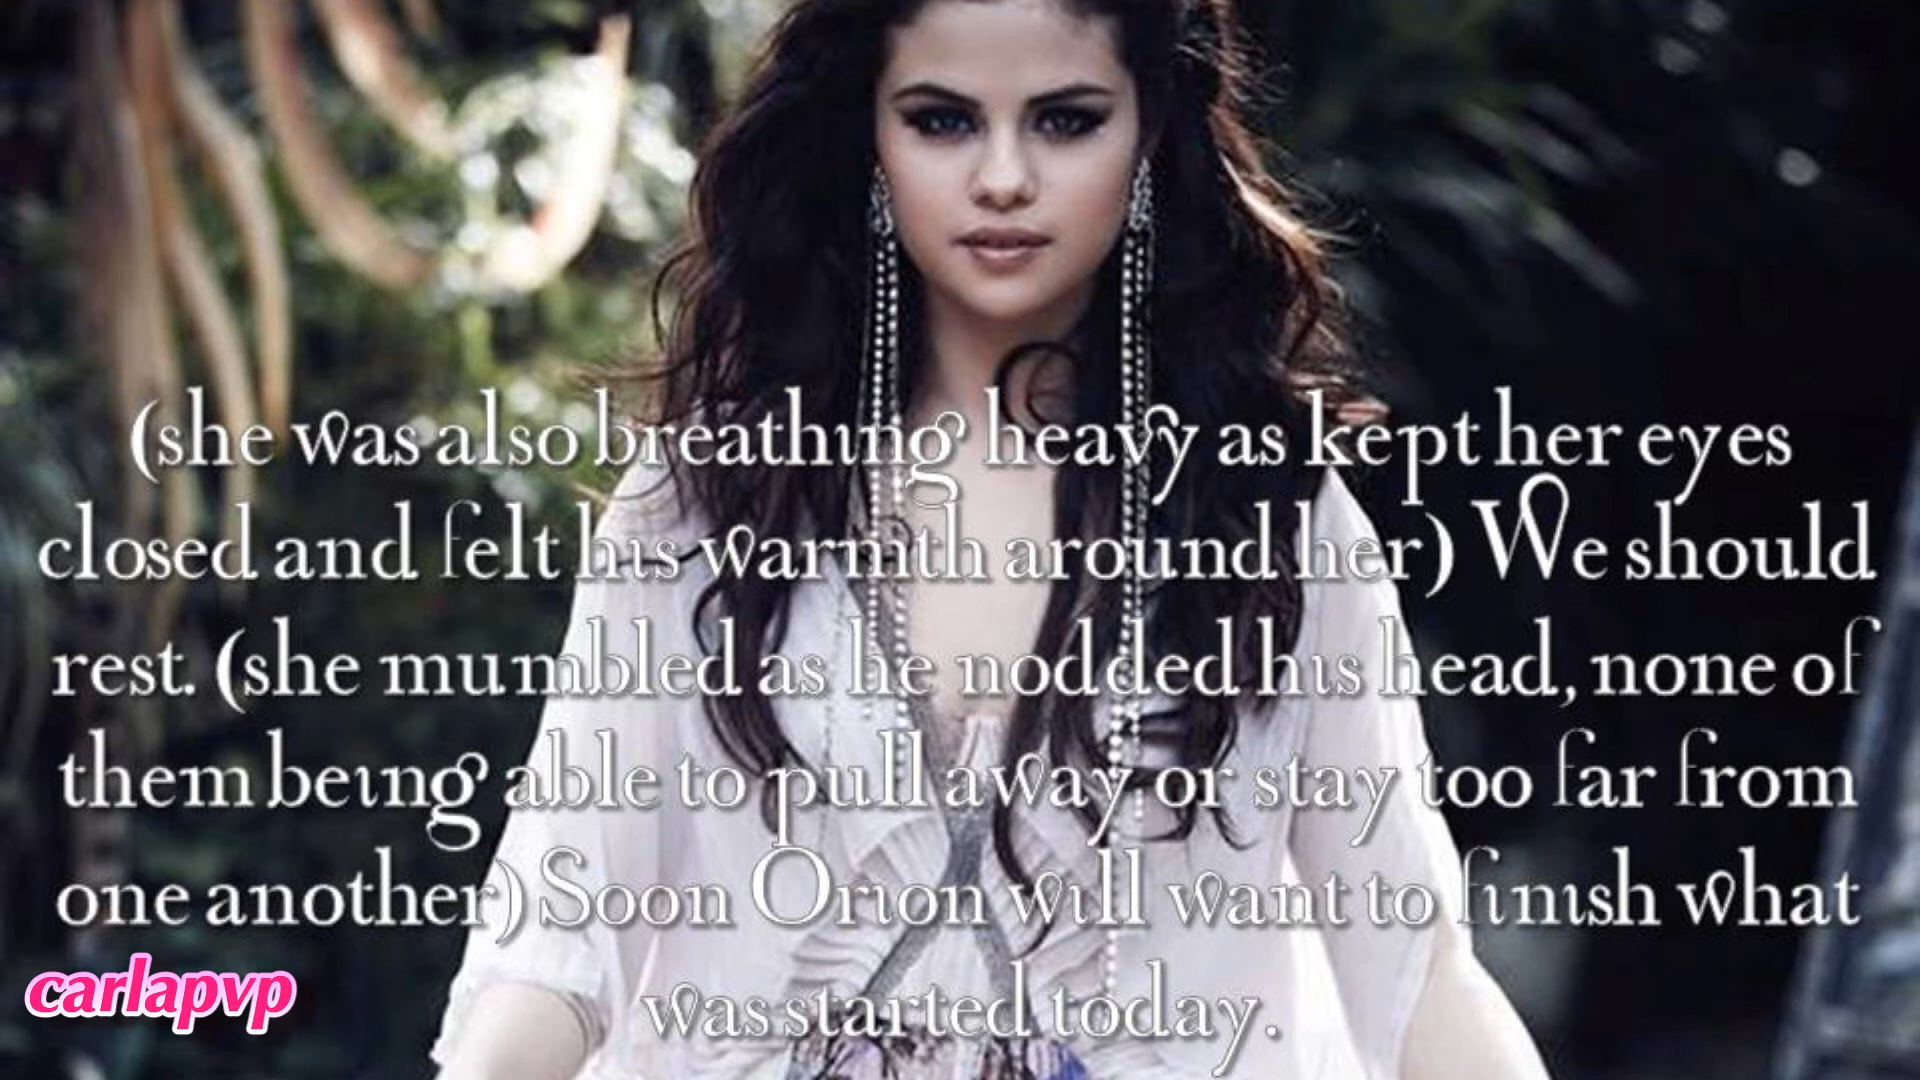 (she was also breathing heavy as kept her eyes
closed and felt his warmth around her) We should
rest. (she mumbled as he nodded his head, none of
them being able to pull away or stay too far from
one another) Soon Orion will want to finish what
was started today.
carlapvp